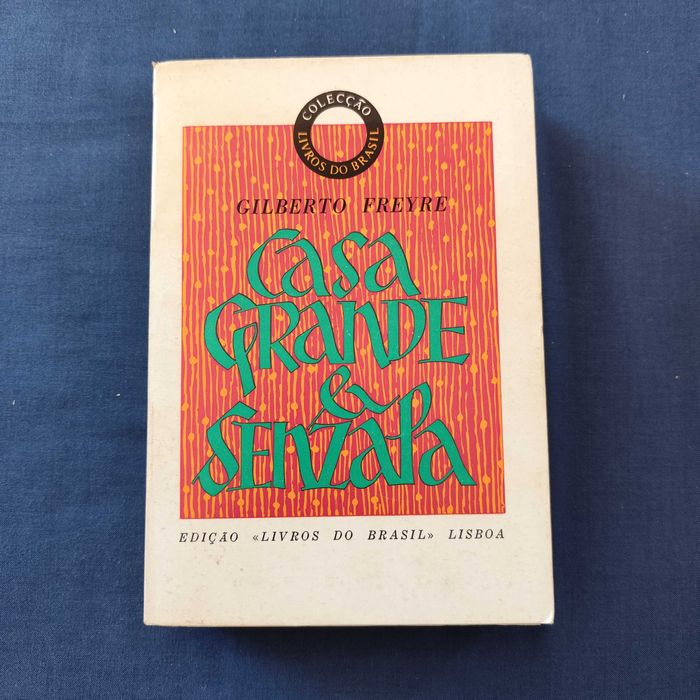 COLECÇÃO
LIVROS DO BRASIL
GILBERTO FREYRE
CASA
GRANDE
&
SENZALA
EDIÇÃO «LIVROS DO BRASIL» LISBOA